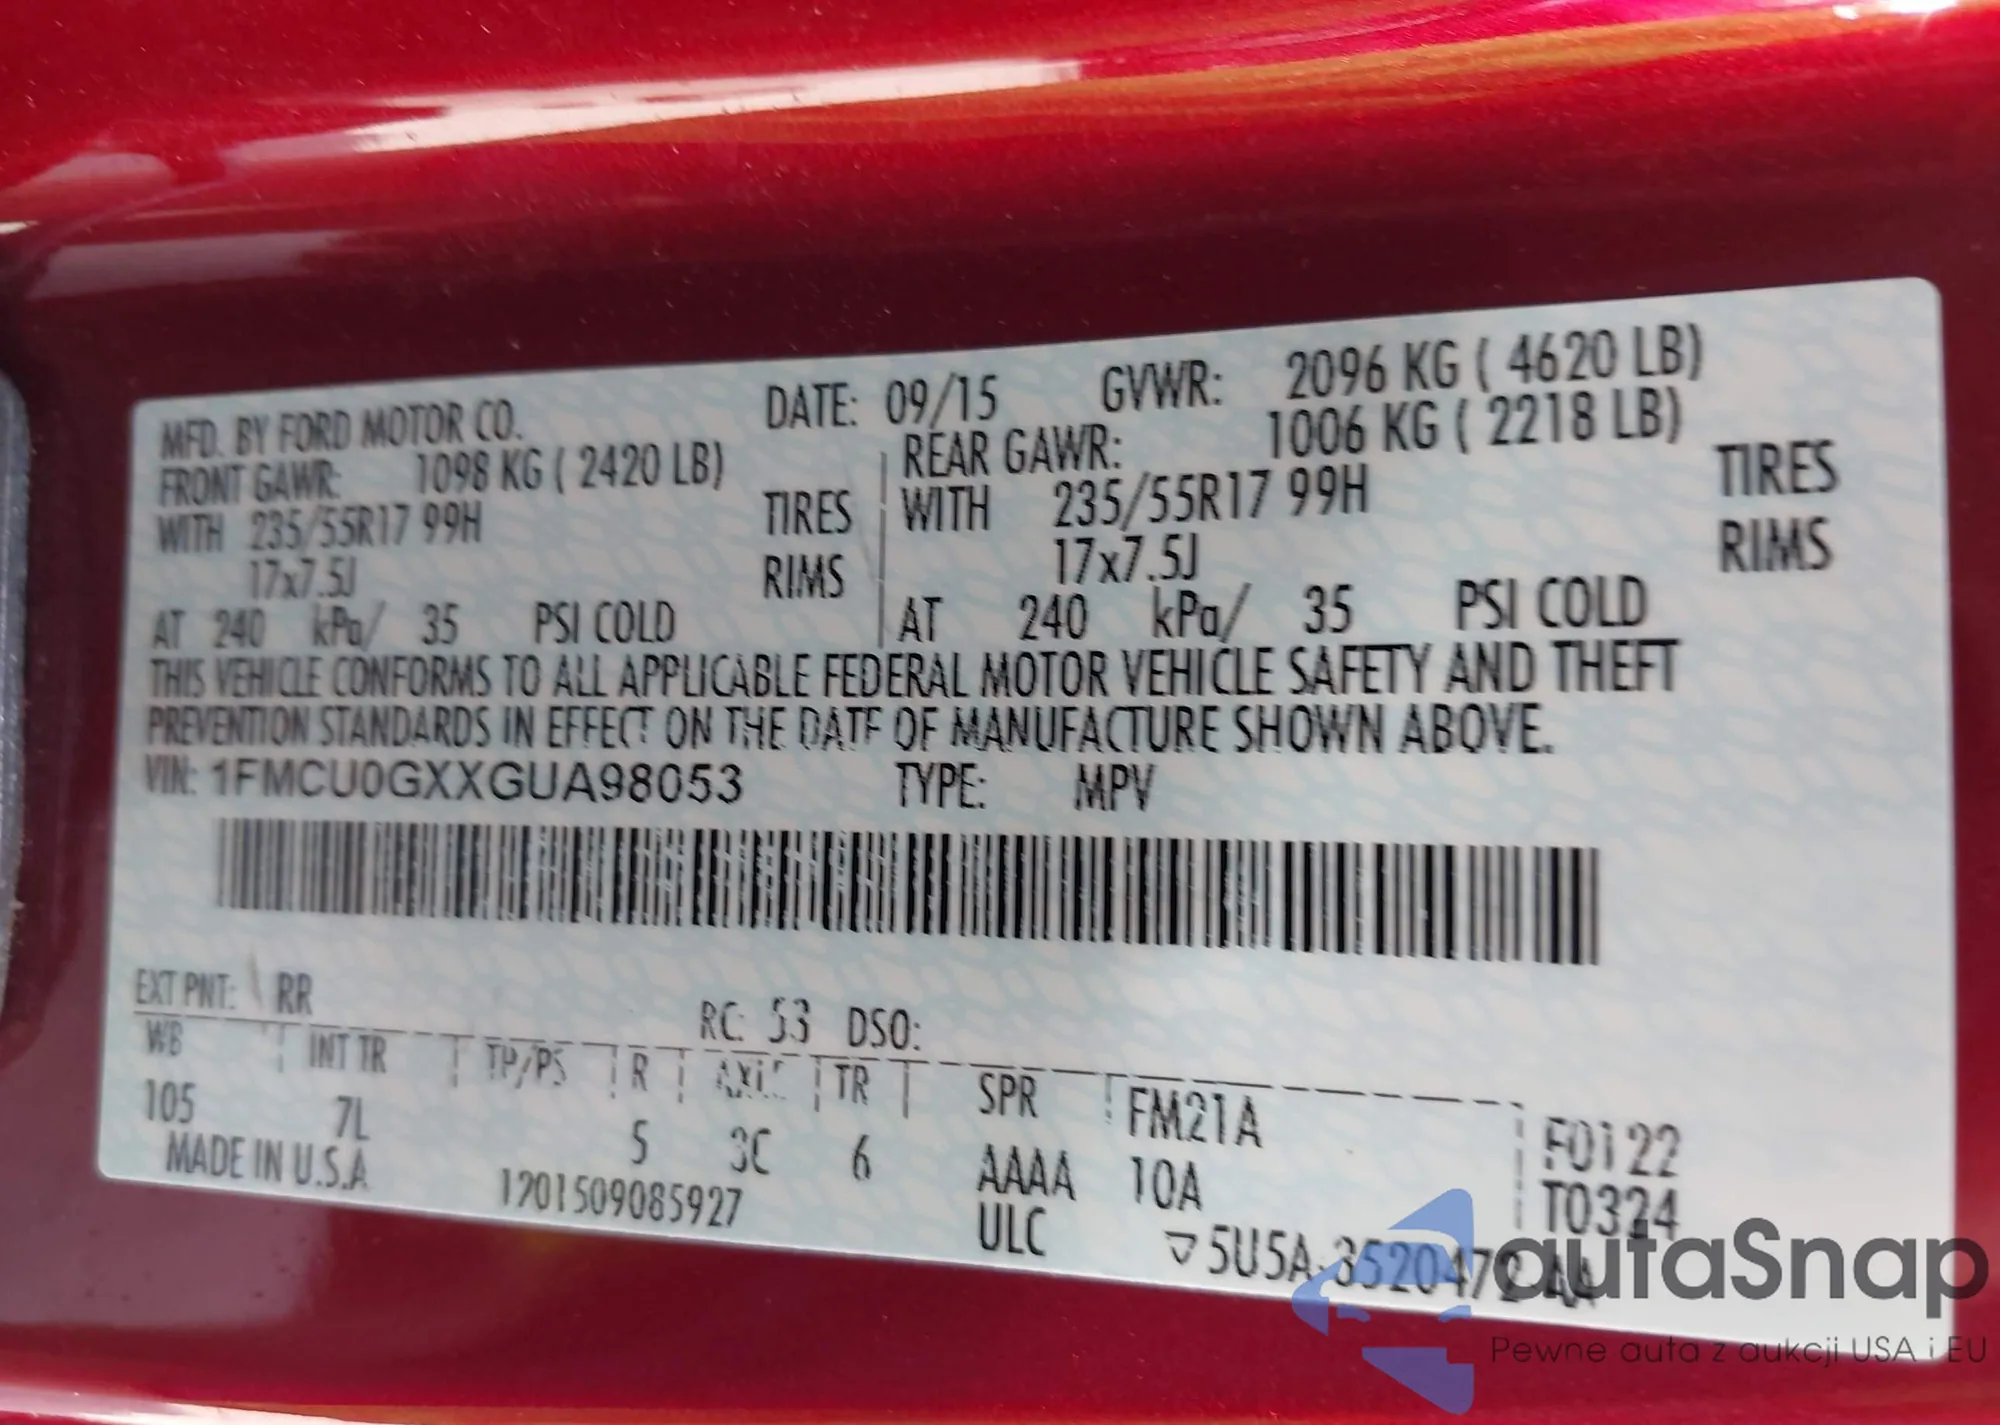 MFD. BY FORD MOTOR CO. DATE: 09/15 GVWR: 2096 KG ( 4620 LB)
FRONT GAWR: 1098 KG ( 2420 LB) REAR GAWR: 1006 KG ( 2218 LB)
WITH 235/55R17 99H TIRES WITH 235/55R17 99H TIRES
17x7.5J RIMS 17x7.5J RIMS
AT 240 kPa/ 35 PSI COLD AT 240 kPa/ 35 PSI COLD
THIS VEHICLE CONFORMS TO ALL APPLICABLE FEDERAL MOTOR VEHICLE SAFETY AND THEFT
PREVENTION STANDARDS IN EFFECT ON THE DATE OF MANUFACTURE SHOWN ABOVE.
VIN: 1FMCU0GXXGUA98053 TYPE: MPV
EXT PNT: RR RC: 53 DSO:
WB INT TR TP/PS R AXLE TR SPR FM21A F0122
105 7L 5 3C 6 AAAA 10A T0324
MADE IN U.S.A 1201509085927 ULC ▽5U5A-3520472-AA
autaSnap
Pewne auta z aukcji USA i EU